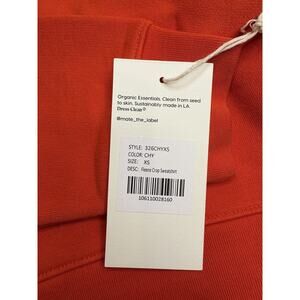 Organic Essentials. Clean from seed
to skin. Sustainably made in LA.
Dress Clean®
@mate_the_label
STYLE: 326CHYXS
COLOR: CHY
SIZE: XS
DESC: Fleece Crop Sweatshirt
106110028160